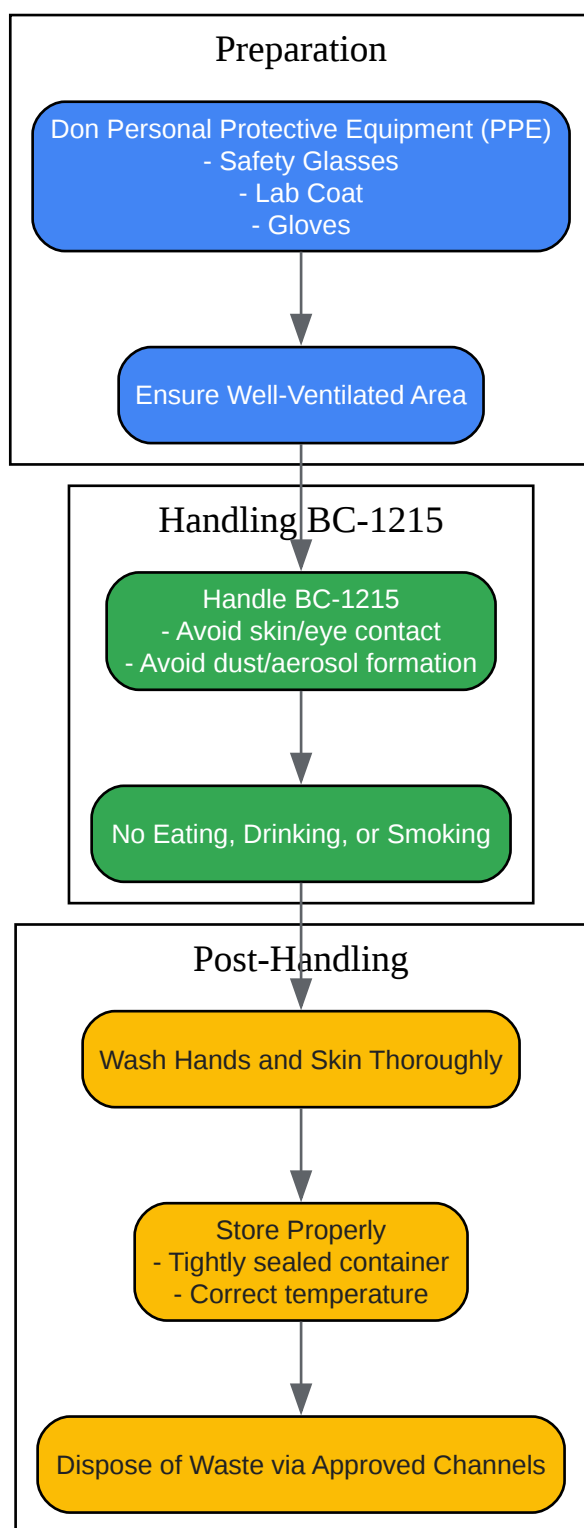 Preparation
Don Personal Protective Equipment (PPE)
- Safety Glasses
- Lab Coat
- Gloves
Ensure Well-Ventilated Area
Handling BC-1215
Handle BC-1215
- Avoid skin/eye contact
- Avoid dust/aerosol formation
No Eating, Drinking, or Smoking
Post-Handling
Wash Hands and Skin Thoroughly
Store Properly
- Tightly sealed container
- Correct temperature
Dispose of Waste via Approved Channels